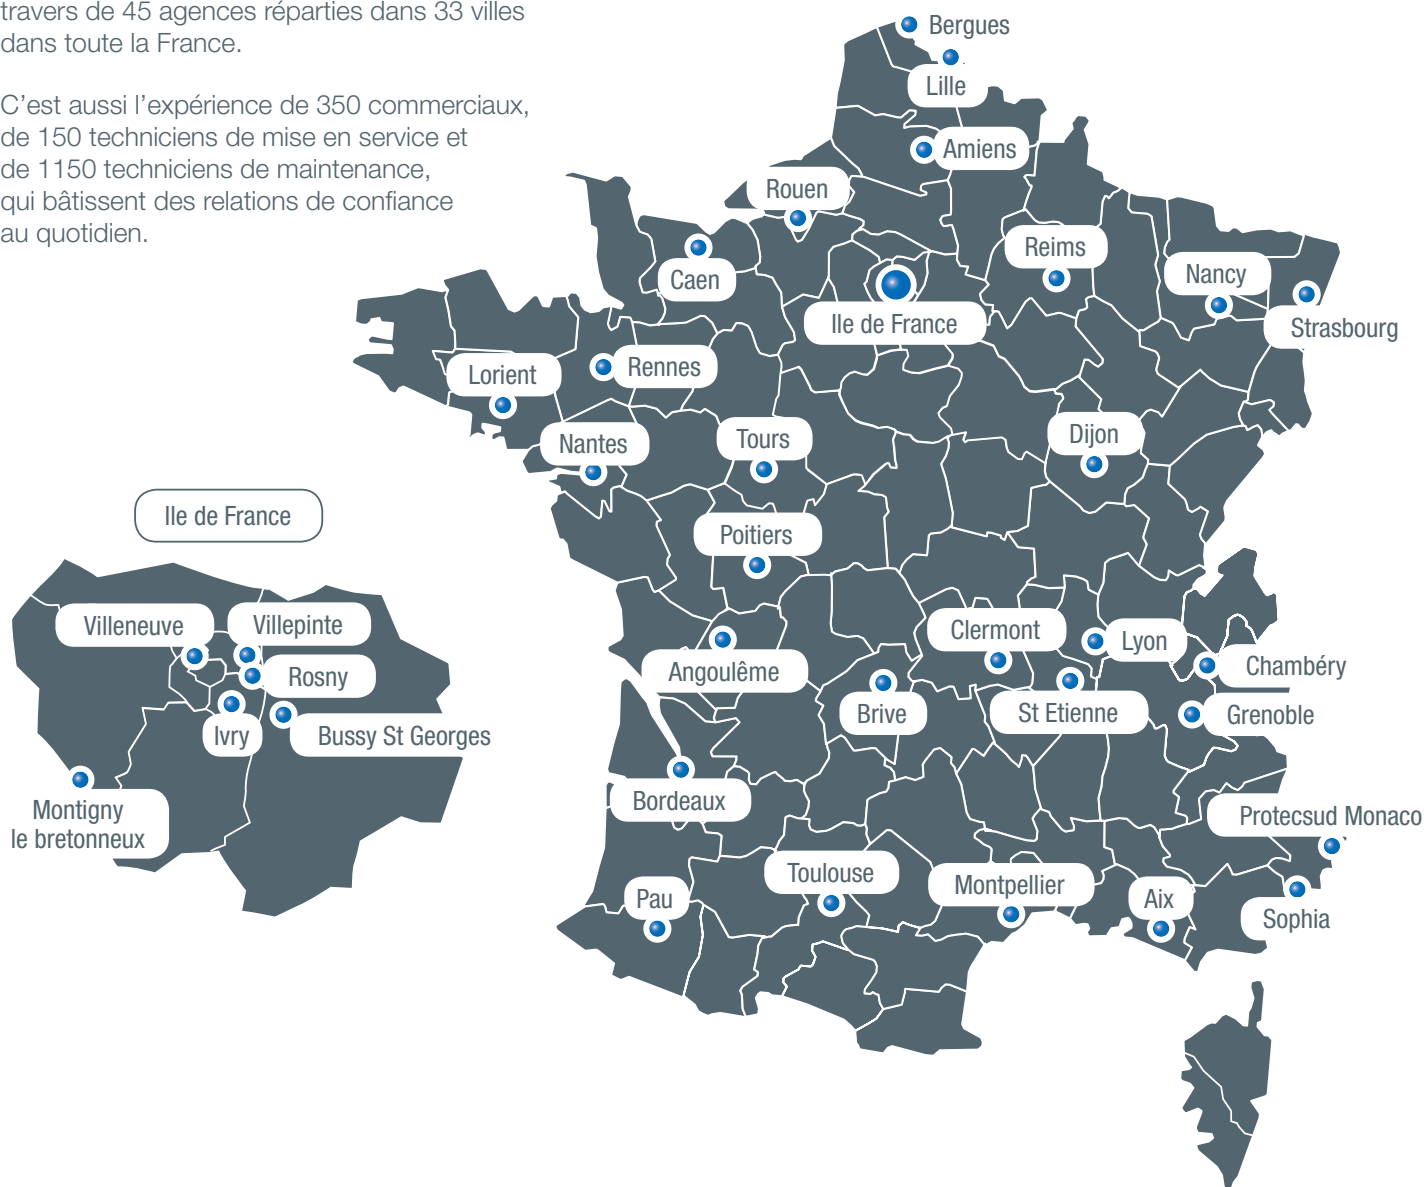 travers de 45 agences réparties dans 33 villes
dans toute la France.
C’est aussi l’expérience de 350 commerciaux,
de 150 techniciens de mise en service et
de 1150 techniciens de maintenance,
qui bâtissent des relations de confiance
au quotidien.
Bergues
Lille
Amiens
Rouen
Reims
Caen
Nancy
Ile de France
Strasbourg
Rennes
Lorient
Nantes
Tours
Dijon
Poitiers
Clermont
Lyon
Chambéry
Angoulême
Brive
St Etienne
Grenoble
Bordeaux
Protecsud Monaco
Toulouse
Montpellier
Pau
Aix
Sophia
Ile de France
Villeneuve
Villepinte
Rosny
Ivry
Bussy St Georges
Montigny
le bretonneux